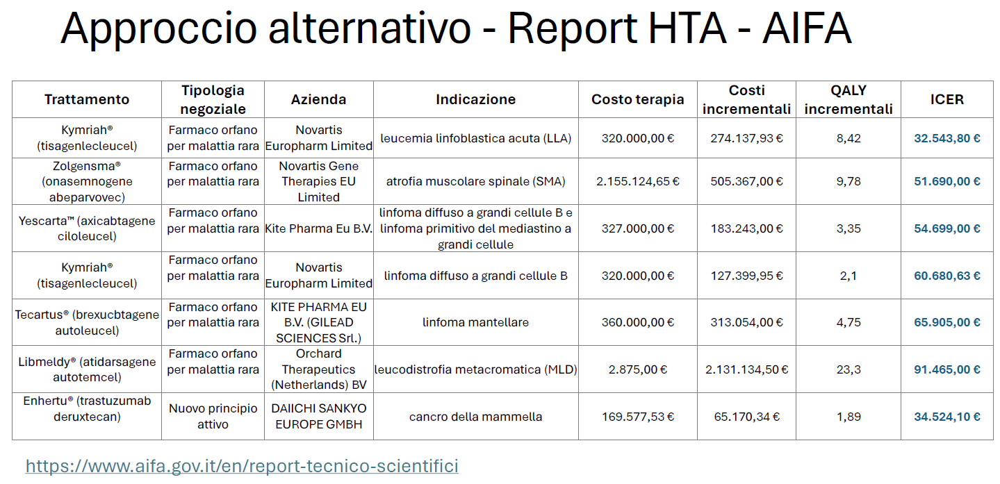 Approccio alternativo - Report HTA - AIFA
Trattamento
Tipologia
negoziale
Azienda
Indicazione
Costo terapia
Costi
incrementali
QALY
incrementali
ICER
Kymriah®
(tisagenlecleucel)
Farmaco orfano
per malattia rara
Novartis
Europharm Limited
leucemia linfoblastica acuta (LLA)
320.000,00 €
274.137,93 €
8,42
32.543,80 €
Zolgensma®
(onasemnogene
abeparvovec)
Farmaco orfano
per malattia rara
Novartis Gene
Therapies EU
Limited
atrofia muscolare spinale (SMA)
2.155.124,65 €
505.367,00 €
9,78
51.690,00 €
Yescarta™ (axicabtagene
ciloleucel)
Farmaco orfano
per malattia rara
Kite Pharma Eu B.V.
linfoma diffuso a grandi cellule B e
linfoma primitivo del mediastino a
grandi cellule
327.000,00 €
183.243,00 €
3,35
54.699,00 €
Kymriah®
(tisagenlecleucel)
Farmaco orfano
per malattia rara
Novartis
Europharm Limited
linfoma diffuso a grandi cellule B
320.000,00 €
127.399,95 €
2,1
60.680,63 €
Tecartus® (brexucbtagene
autoleucel)
Farmaco orfano
per malattia rara
KITE PHARMA EU
B.V. (GILEAD
SCIENCES Srl.)
linfoma mantellare
360.000,00 €
313.054,00 €
4,75
65.905,00 €
Libmeldy® (atidarsagene
autotemcel)
Farmaco orfano
per malattia rara
Orchard
Therapeutics
(Netherlands) BV
leucodistrofia metacromatica (MLD)
2.875,00 €
2.131.134,50 €
23,3
91.465,00 €
Enhertu® (trastuzumab
deruxtecan)
Nuovo principio
attivo
DAIICHI SANKYO
EUROPE GMBH
cancro della mammella
169.577,53 €
65.170,34 €
1,89
34.524,10 €
https://www.aifa.gov.it/en/report-tecnico-scientifici